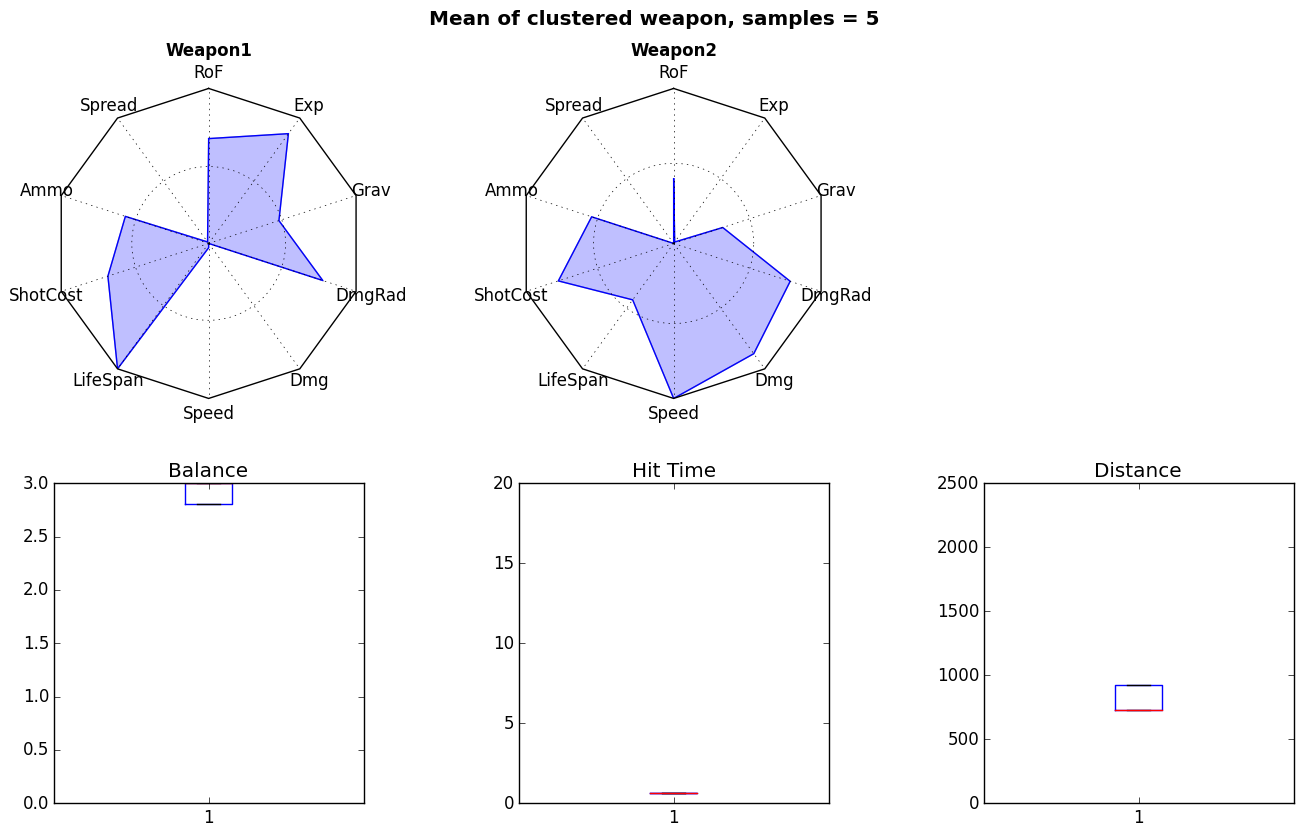 Mean of clustered weapon, samples = 5
Weapon1
RoF
Spread
Exp
Ammo
Grav
ShotCost
DmgRad
LifeSpan
Dmg
Speed
Weapon2
RoF
Spread
Exp
Ammo
Grav
ShotCost
DmgRad
LifeSpan
Dmg
Speed
Balance
3.0
2.5
2.0
1.5
1.0
0.5
0.0
1
Hit Time
20
15
10
5
0
1
Distance
2500
2000
1500
1000
500
0
1